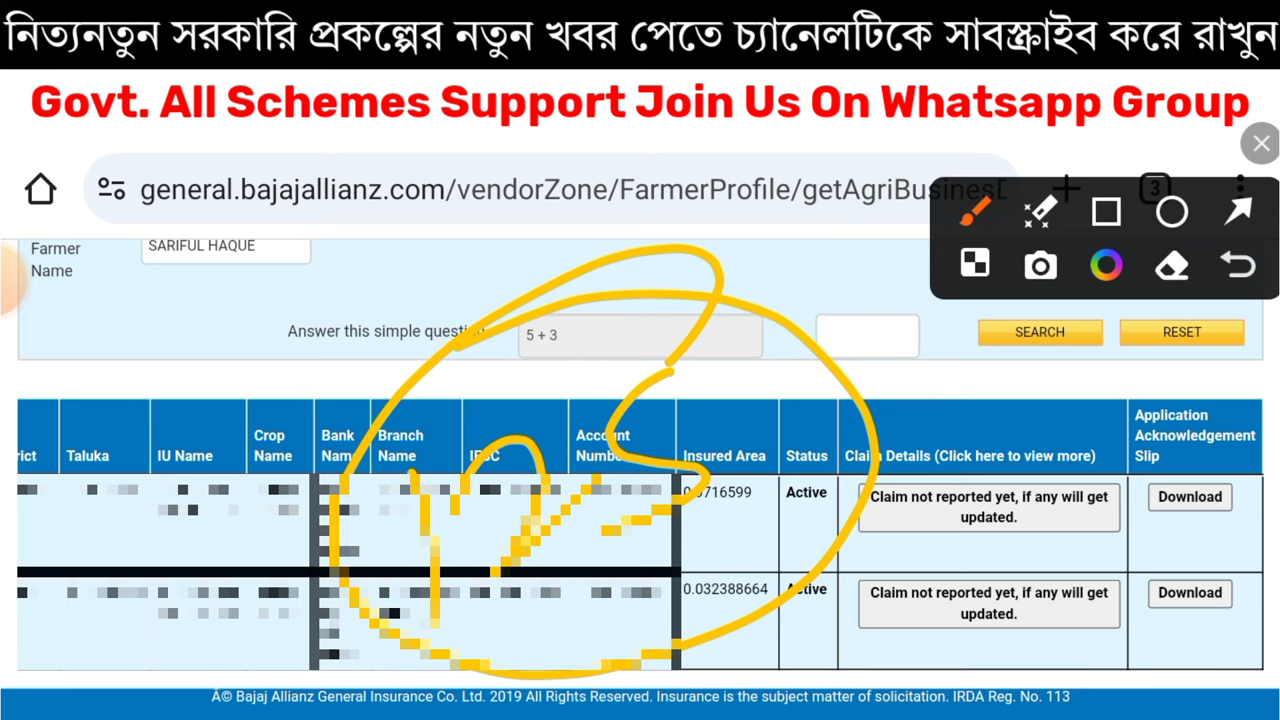 নিত্যনতুন সরকারি প্রকল্পের নতুন খবর পেতে চ্যানেলটিকে সাবস্ক্রাইব করে রাখুন
Govt. All Schemes Support Join Us On Whatsapp Group
general.bajajallianz.com/vendorZone/FarmerProfile/getAgriBusines
3
Farmer Name
SARIFUL HAQUE
Answer this simple question
5 + 3
SEARCH
RESET
rict
Taluka
IU Name
Crop Name
Bank Name
Branch Name
IFSC
Account Number
Insured Area
Status
Claim Details (Click here to view more)
Application Acknowledgement Slip
0.0716599
Active
Claim not reported yet, if any will get updated.
Download
0.032388664
Active
Claim not reported yet, if any will get updated.
Download
© Bajaj Allianz General Insurance Co. Ltd. 2019 All Rights Reserved. Insurance is the subject matter of solicitation. IRDA Reg. No. 113